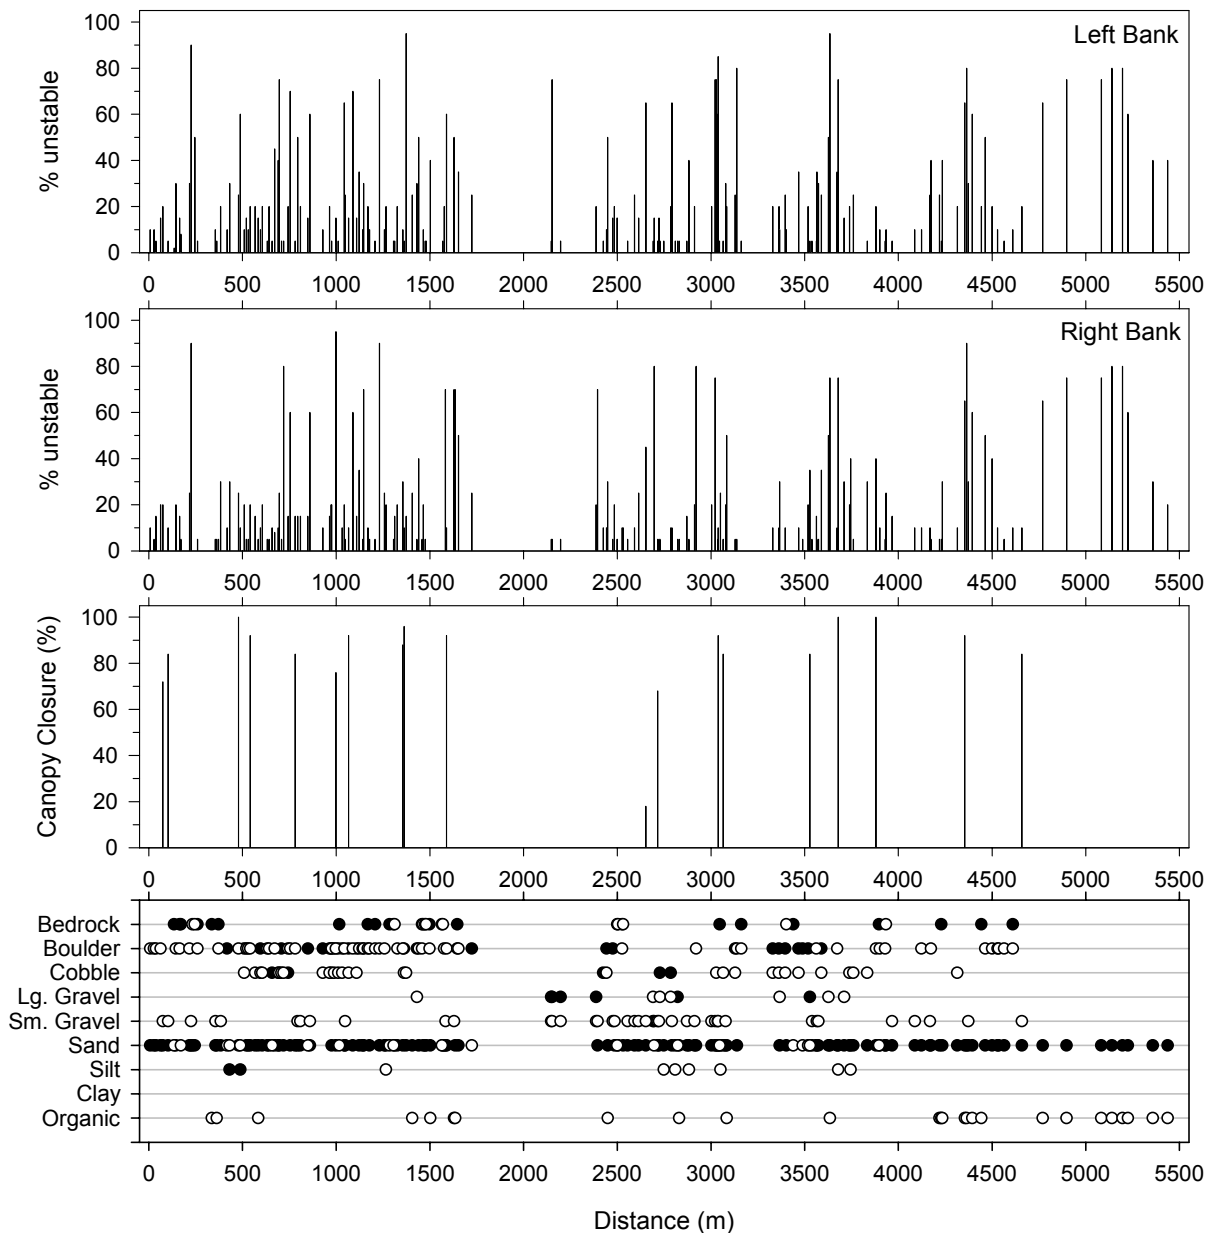 Left Bank
% unstable
100
80
60
40
20
0
0 500 1000 1500 2000 2500 3000 3500 4000 4500 5000 5500
Right Bank
% unstable
100
80
60
40
20
0
0 500 1000 1500 2000 2500 3000 3500 4000 4500 5000 5500
Canopy Closure (%)
100
80
60
40
20
0
0 500 1000 1500 2000 2500 3000 3500 4000 4500 5000 5500
Bedrock
Boulder
Cobble
Lg. Gravel
Sm. Gravel
Sand
Silt
Clay
Organic
0 500 1000 1500 2000 2500 3000 3500 4000 4500 5000 5500
Distance (m)